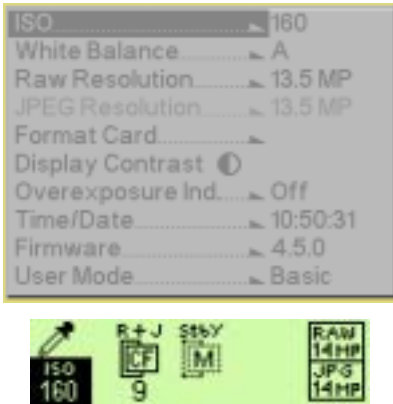 ISO 160
White Balance A
Raw Resolution 13.5 MP
JPEG Resolution 13.5 MP
Format Card
Display Contrast
Overexposure Ind. Off
Time/Date 10:50:31
Firmware 4.5.0
User Mode Basic
R+J StbY RAW
14MP
CF M
ISO JPG
160 9 14MP